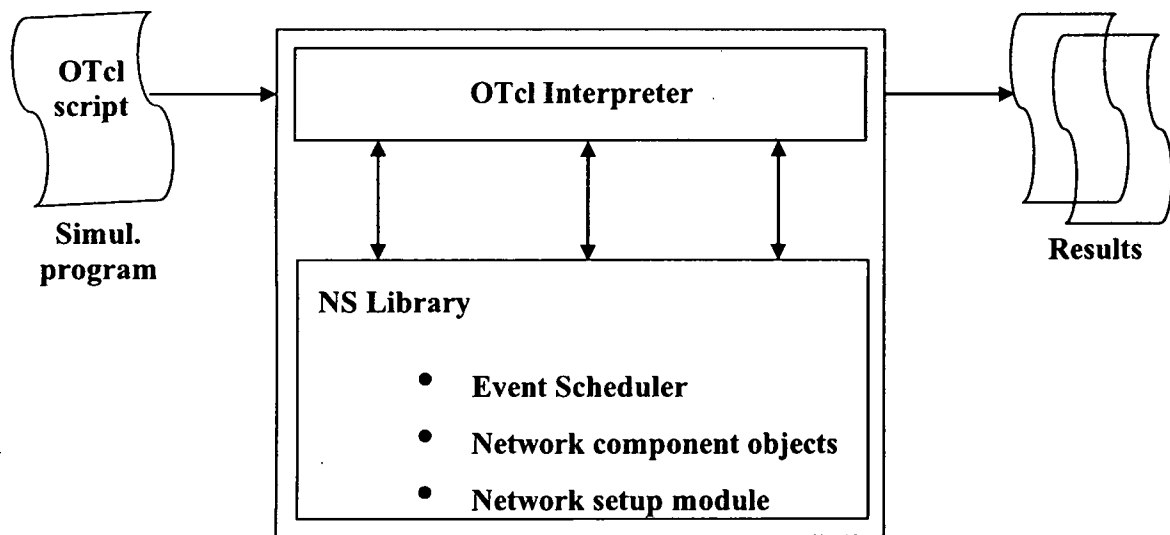 OTcl
script
Simul.
program
OTcl Interpreter
NS Library
• Event Scheduler
• Network component objects
• Network setup module
Results